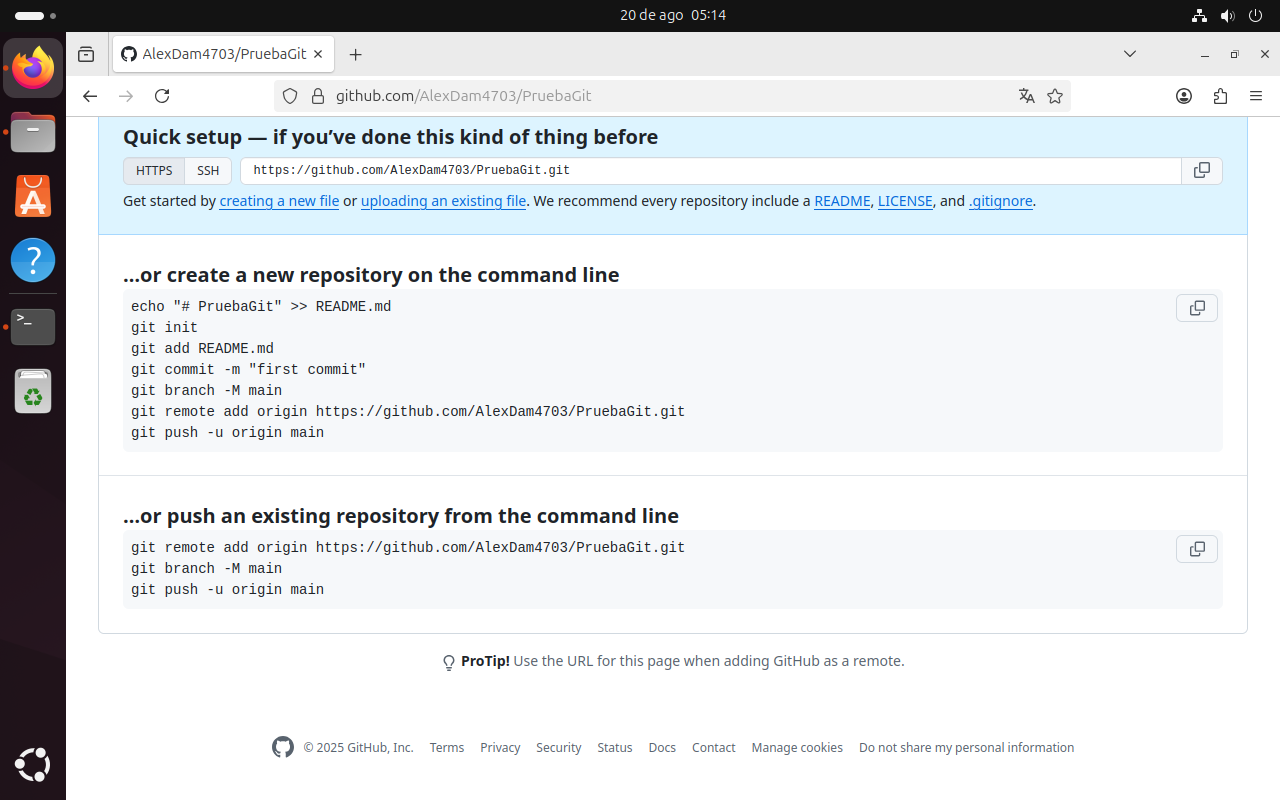 20 de ago 05:14
AlexDam4703/PruebaGit
github.com/AlexDam4703/PruebaGit
Quick setup — if you’ve done this kind of thing before
HTTPS SSH https://github.com/AlexDam4703/PruebaGit.git
Get started by creating a new file or uploading an existing file. We recommend every repository include a README, LICENSE, and .gitignore.
…or create a new repository on the command line
echo "# PruebaGit" >> README.md
git init
git add README.md
git commit -m "first commit"
git branch -M main
git remote add origin https://github.com/AlexDam4703/PruebaGit.git
git push -u origin main
…or push an existing repository from the command line
git remote add origin https://github.com/AlexDam4703/PruebaGit.git
git branch -M main
git push -u origin main
ProTip! Use the URL for this page when adding GitHub as a remote.
© 2025 GitHub, Inc. Terms Privacy Security Status Docs Contact Manage cookies Do not share my personal information